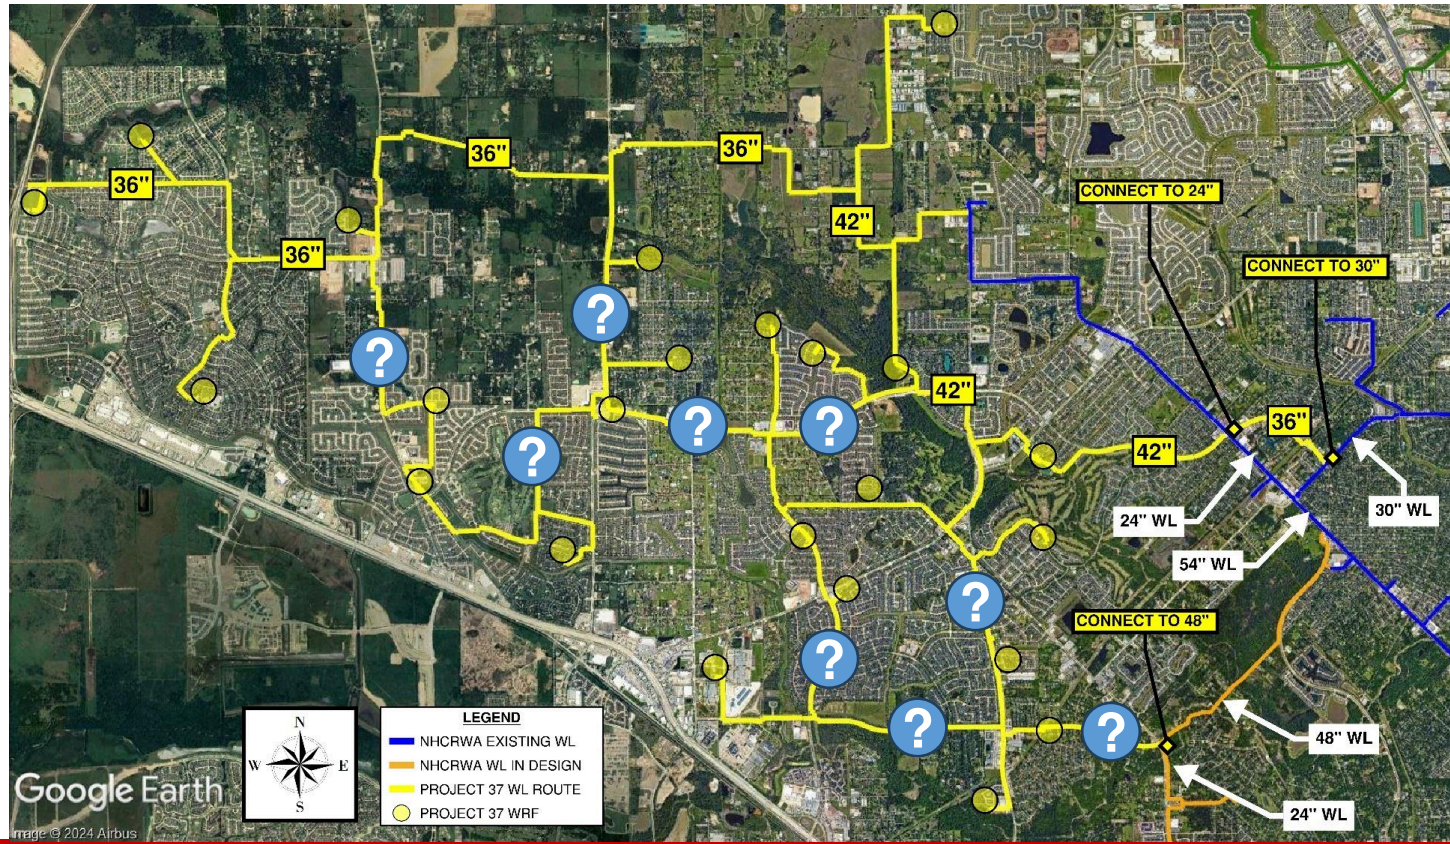 CONNECT TO 24"
36"
36"
36"
42"
36"
CONNECT TO 30"
?
?
42"
?
?
36"
?
42"
24" WL
30" WL
54" WL
?
CONNECT TO 48"
?
?
?
48" WL
24" WL
N
W E
S
LEGEND
NHCRWA EXISTING WL
NHCRWA WL IN DESIGN
PROJECT 37 WL ROUTE
PROJECT 37 WRF
Google Earth
mage © 2024 Airbus